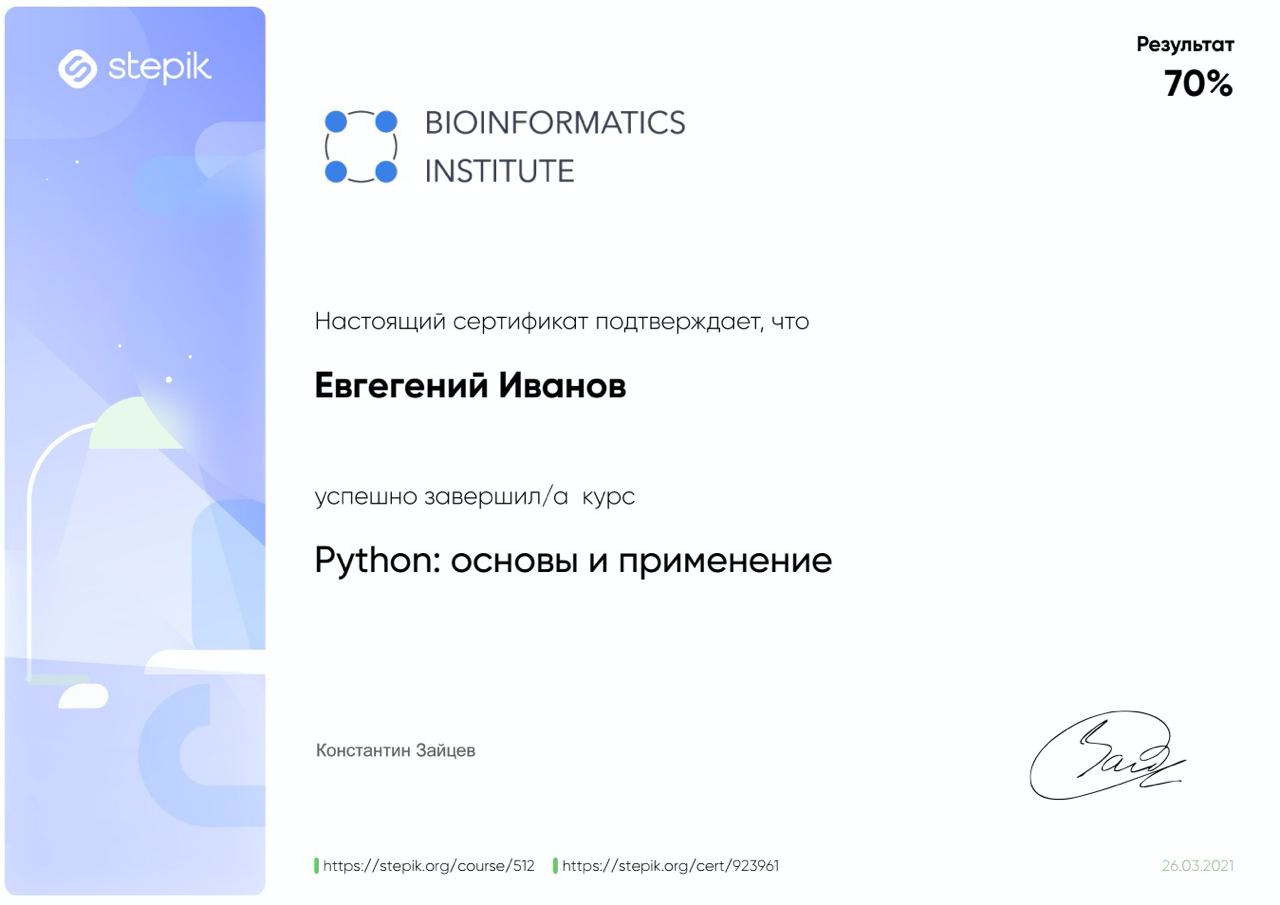 stepik
Результат
70%
BIOINFORMATICS
INSTITUTE
Настоящий сертификат подтверждает, что
Евгегений Иванов
успешно завершил/а  курс
Python: основы и применение
Константин Зайцев
https://stepik.org/course/512 https://stepik.org/cert/923961
26.03.2021